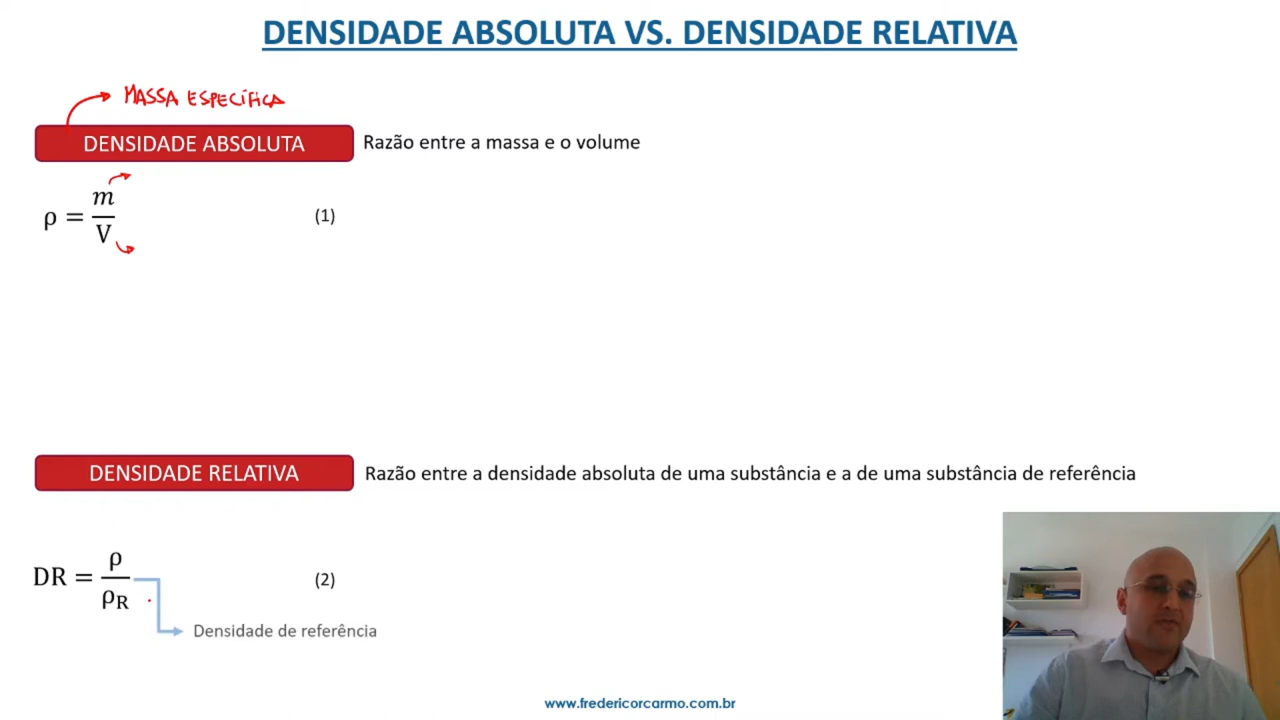 DENSIDADE ABSOLUTA VS. DENSIDADE RELATIVA
MASSA ESPECÍFICA
DENSIDADE ABSOLUTA Razão entre a massa e o volume
ρ = m/V (1)
DENSIDADE RELATIVA Razão entre a densidade absoluta de uma substância e a de uma substância de referência
DR = ρ/ρR (2)
Densidade de referência
www.fredericorcarmo.com.br